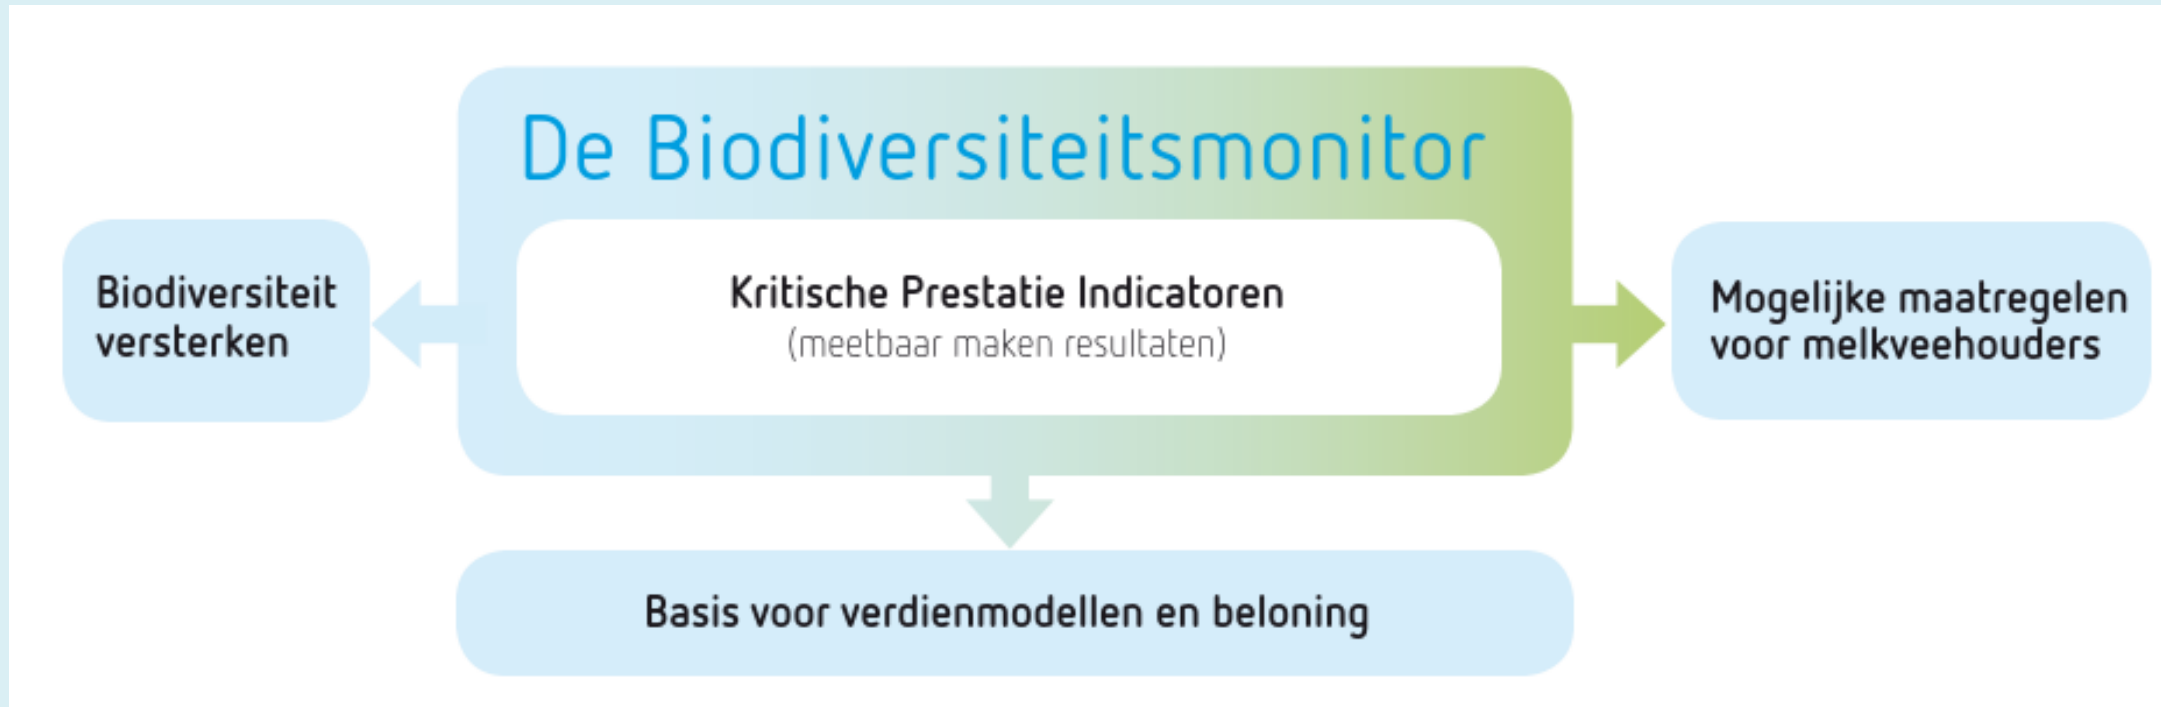 De Biodiversiteitsmonitor
Biodiversiteit
versterken
Kritische Prestatie Indicatoren
(meetbaar maken resultaten)
Mogelijke maatregelen
voor melkveehouders
Basis voor verdienmodellen en beloning